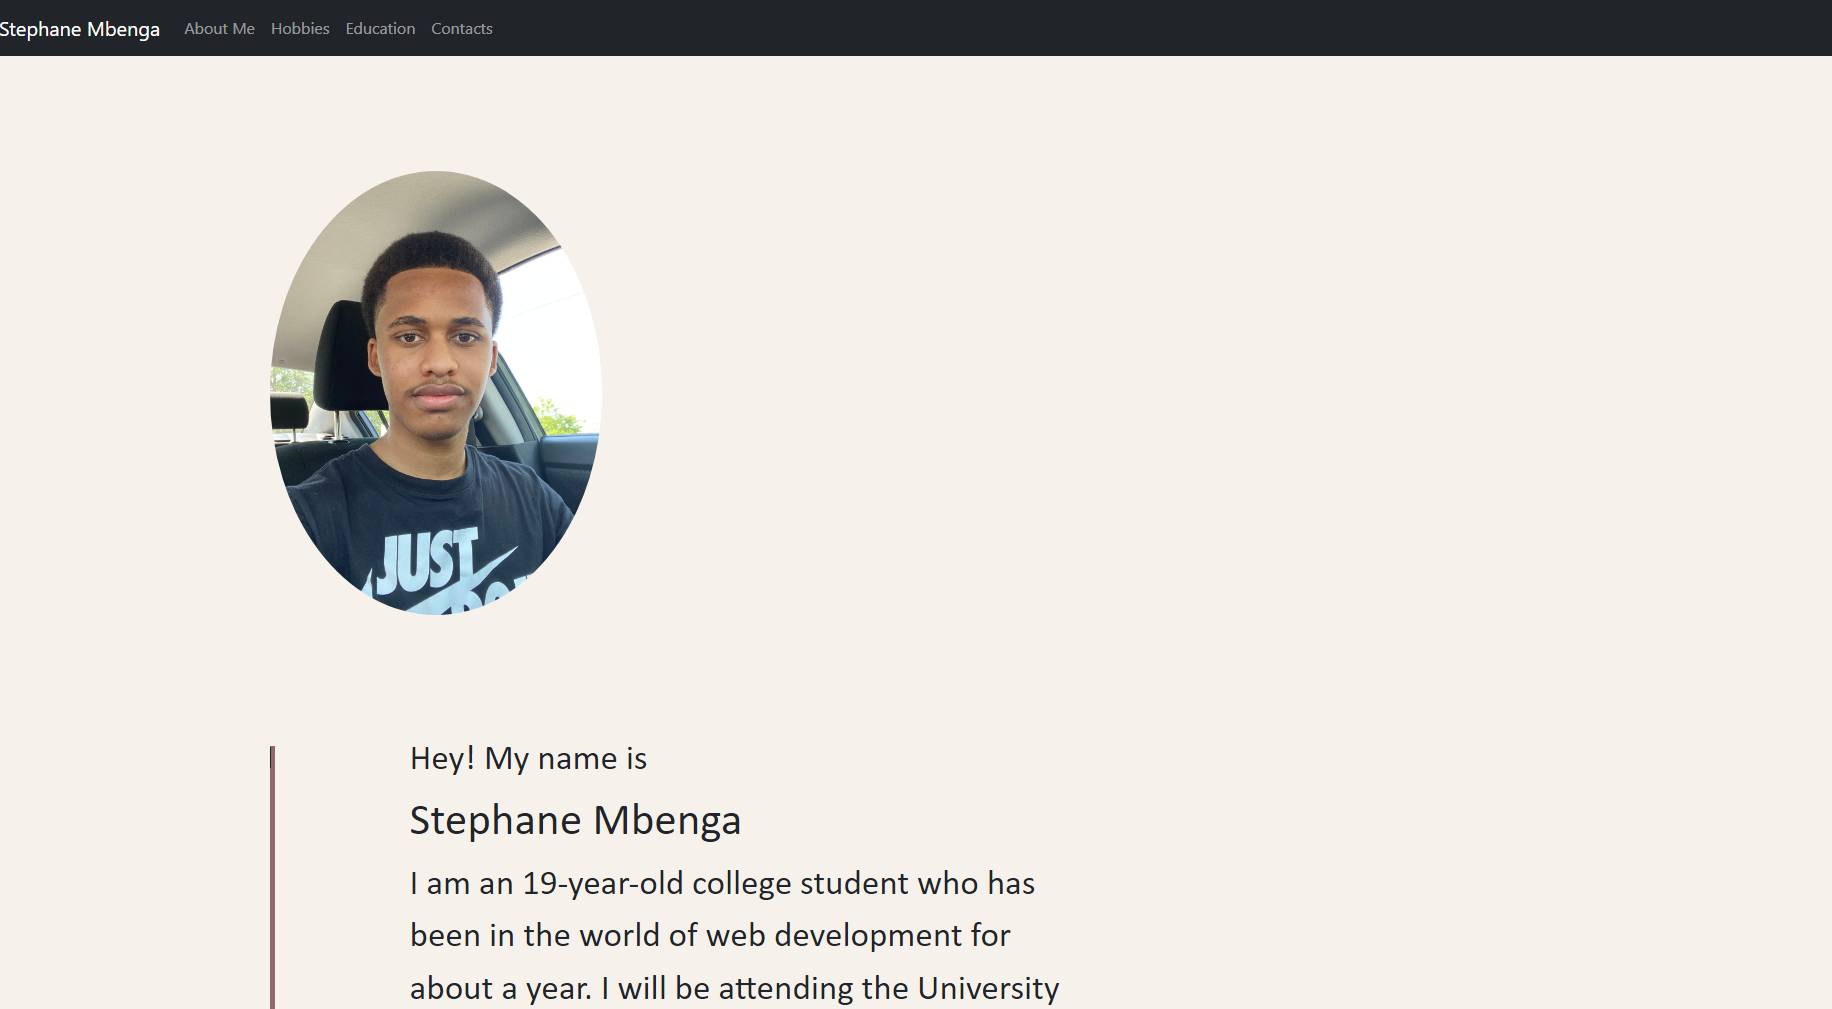 Stephane Mbenga About Me Hobbies Education Contacts
JUST
Hey! My name is
Stephane Mbenga
I am an 19-year-old college student who has
been in the world of web development for
about a year. I will be attending the University